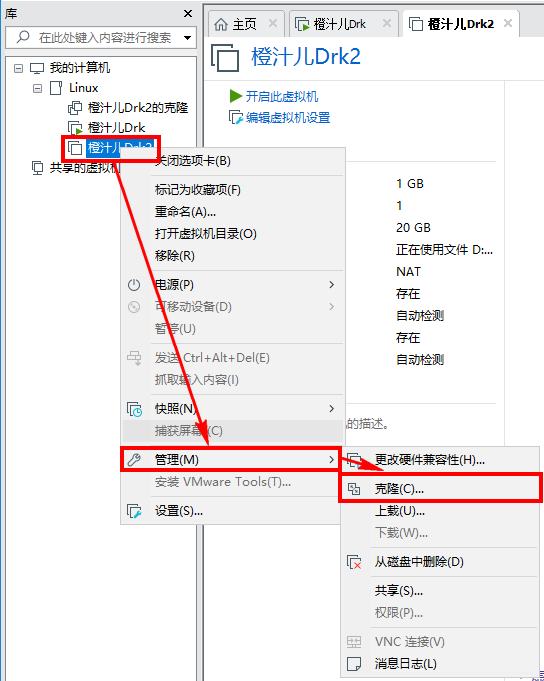 库
主页
橙汁儿Drk
橙汁儿Drk2
在此处键入内容进行搜索
橙汁儿Drk2
我的计算机
Linux
橙汁儿Drk2的克隆
橙汁儿Drk
橙汁儿Drk2
共享的虚拟机
开启此虚拟机
编辑虚拟机设置
关闭选项卡(B)
标记为收藏项(F)
重命名(A)...
打开虚拟机目录(O)
移除(R)
电源(P)
可移动设备(D)
暂停(U)
发送 Ctrl+Alt+Del(E)
抓取输入内容(I)
快照(N)
捕获屏幕(C)
管理(M)
安装 VMware Tools(T)...
设置(S)...
1 GB
1
20 GB
正在使用文件 D:...
NAT
存在
自动检测
存在
自动检测
的描述。
更改硬件兼容性(H)...
克隆(C)...
上载(U)...
下载(W)...
从磁盘中删除(D)
共享(S)...
权限(P)...
VNC 连接(V)
消息日志(L)